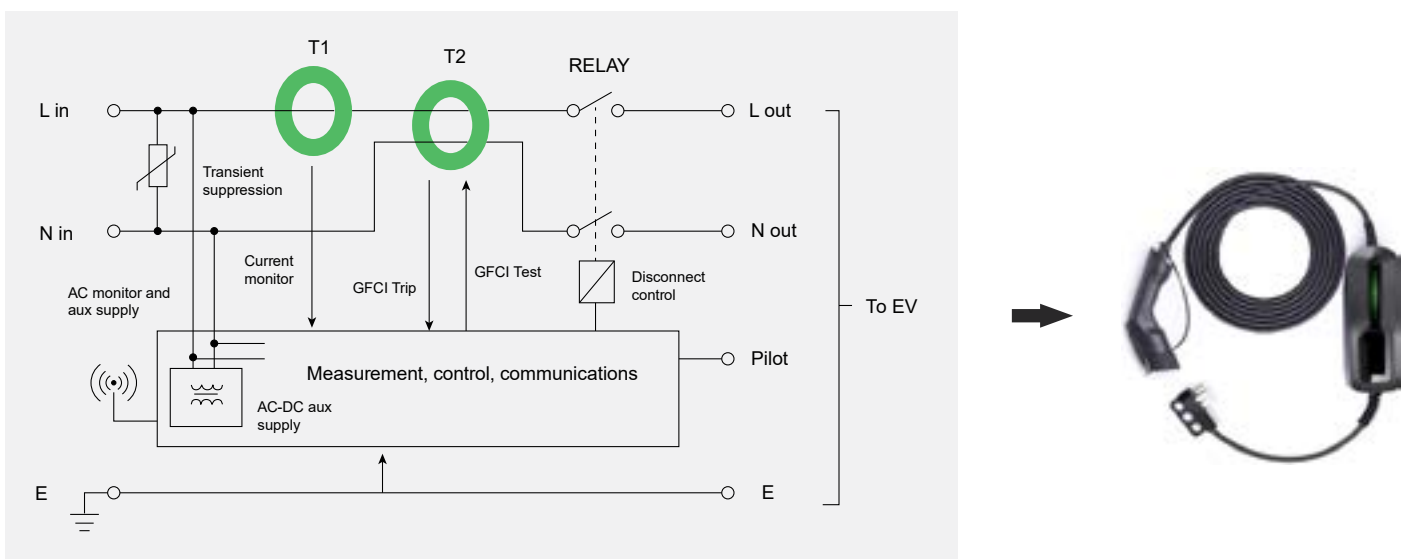 T1
T2
RELAY
L in
L out
Transient
suppression
N in
N out
Current
monitor
GFCI Trip
GFCI Test
Disconnect
control
AC monitor and
aux supply
To EV
Measurement, control, communications
Pilot
AC-DC aux
supply
E
E